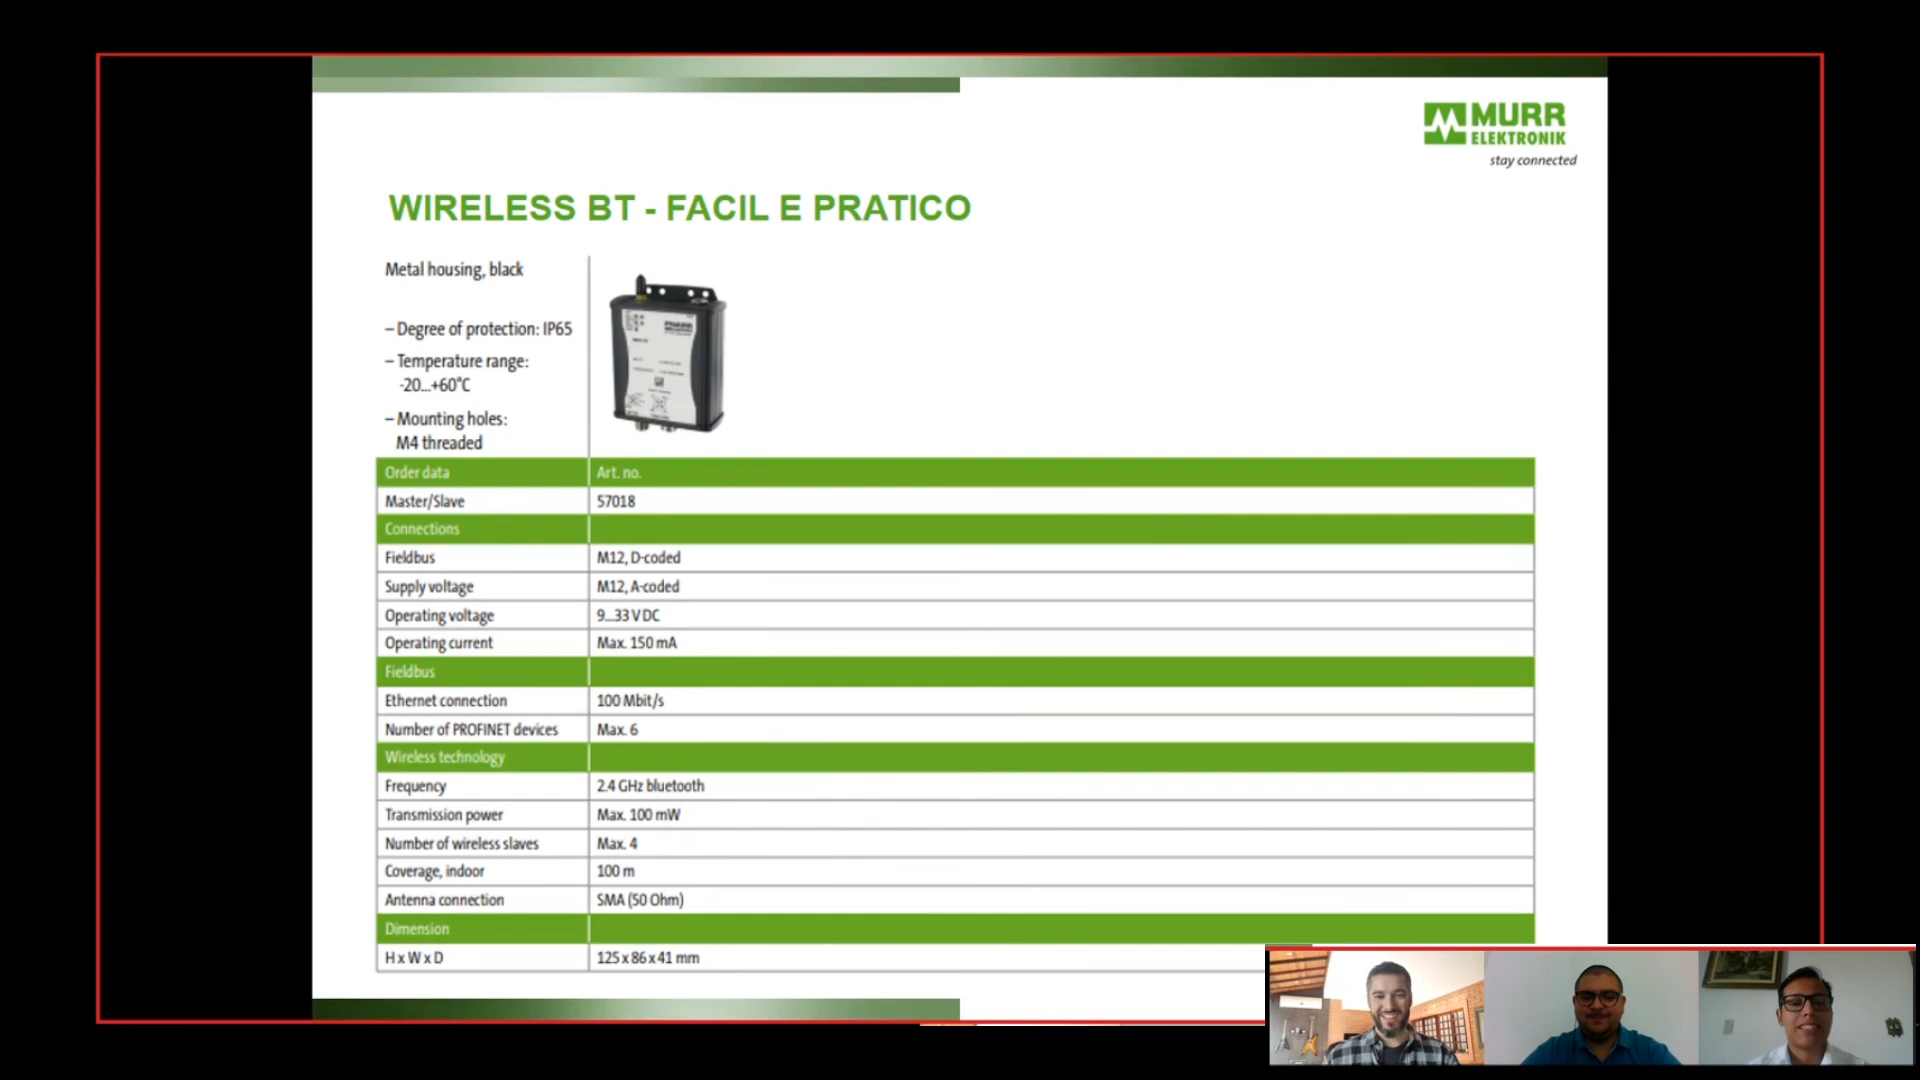 MURR
ELEKTRONIK
stay connected
WIRELESS BT - FACIL E PRATICO
Metal housing, black
– Degree of protection: IP65
– Temperature range:
-20...+60°C
– Mounting holes:
M4 threaded
Order data Art. no.
Master/Slave 57018
Connections
Fieldbus M12, D-coded
Supply voltage M12, A-coded
Operating voltage 9...33 V DC
Operating current Max. 150 mA
Fieldbus
Ethernet connection 100 Mbit/s
Number of PROFINET devices Max. 6
Wireless technology
Frequency 2.4 GHz bluetooth
Transmission power Max. 100 mW
Number of wireless slaves Max. 4
Coverage, indoor 100 m
Antenna connection SMA (50 Ohm)
Dimension
H x W x D 125 x 86 x 41 mm